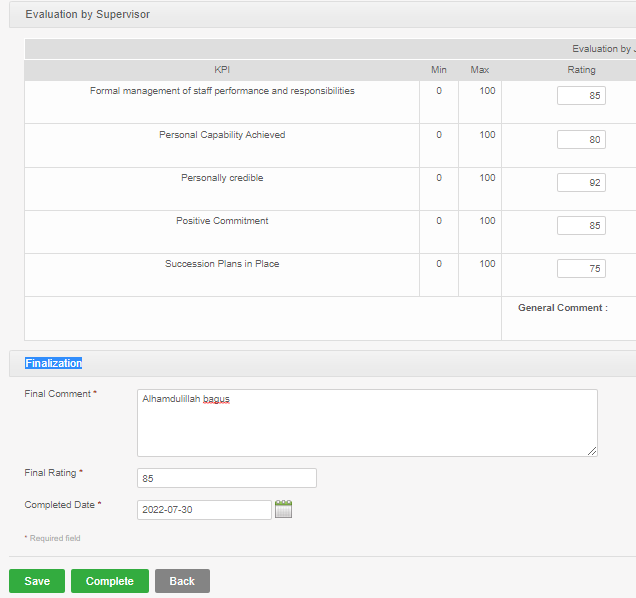 Evaluation by Supervisor
Evaluation by
KPI Min Max Rating
Formal management of staff performance and responsibilities 0 100 85
Personal Capability Achieved 0 100 80
Personally credible 0 100 92
Positive Commitment 0 100 85
Succession Plans in Place 0 100 75
General Comment :
Finalization
Final Comment * Alhamdulillah bagus
Final Rating * 85
Completed Date * 2022-07-30
* Required field
Save Complete Back